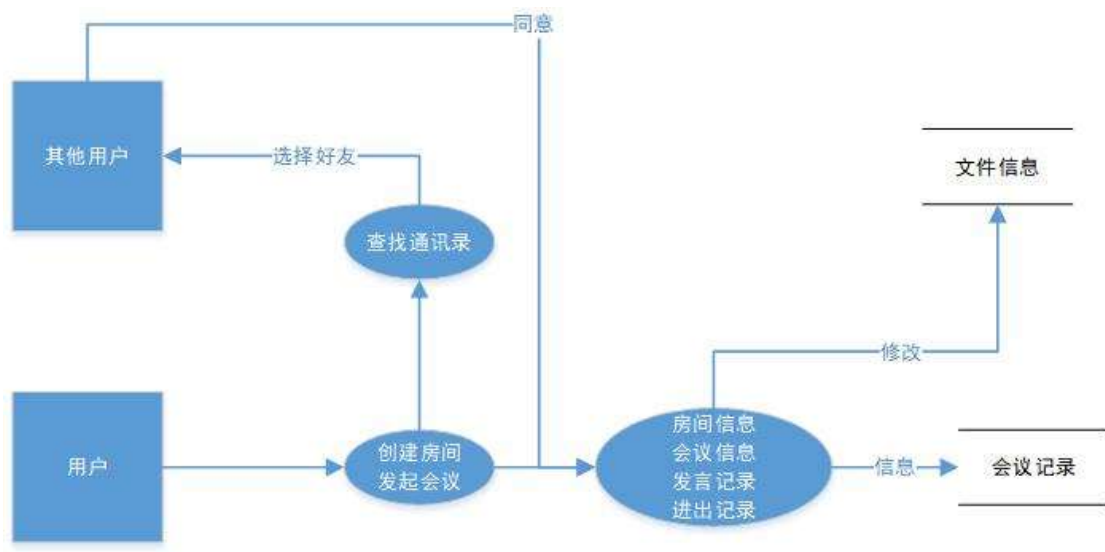 同意
其他用户
选择好友
文件信息
查找通讯录
修改
用户
创建房间
发起会议
房间信息
会议信息
发言记录
进出记录
信息
会议记录